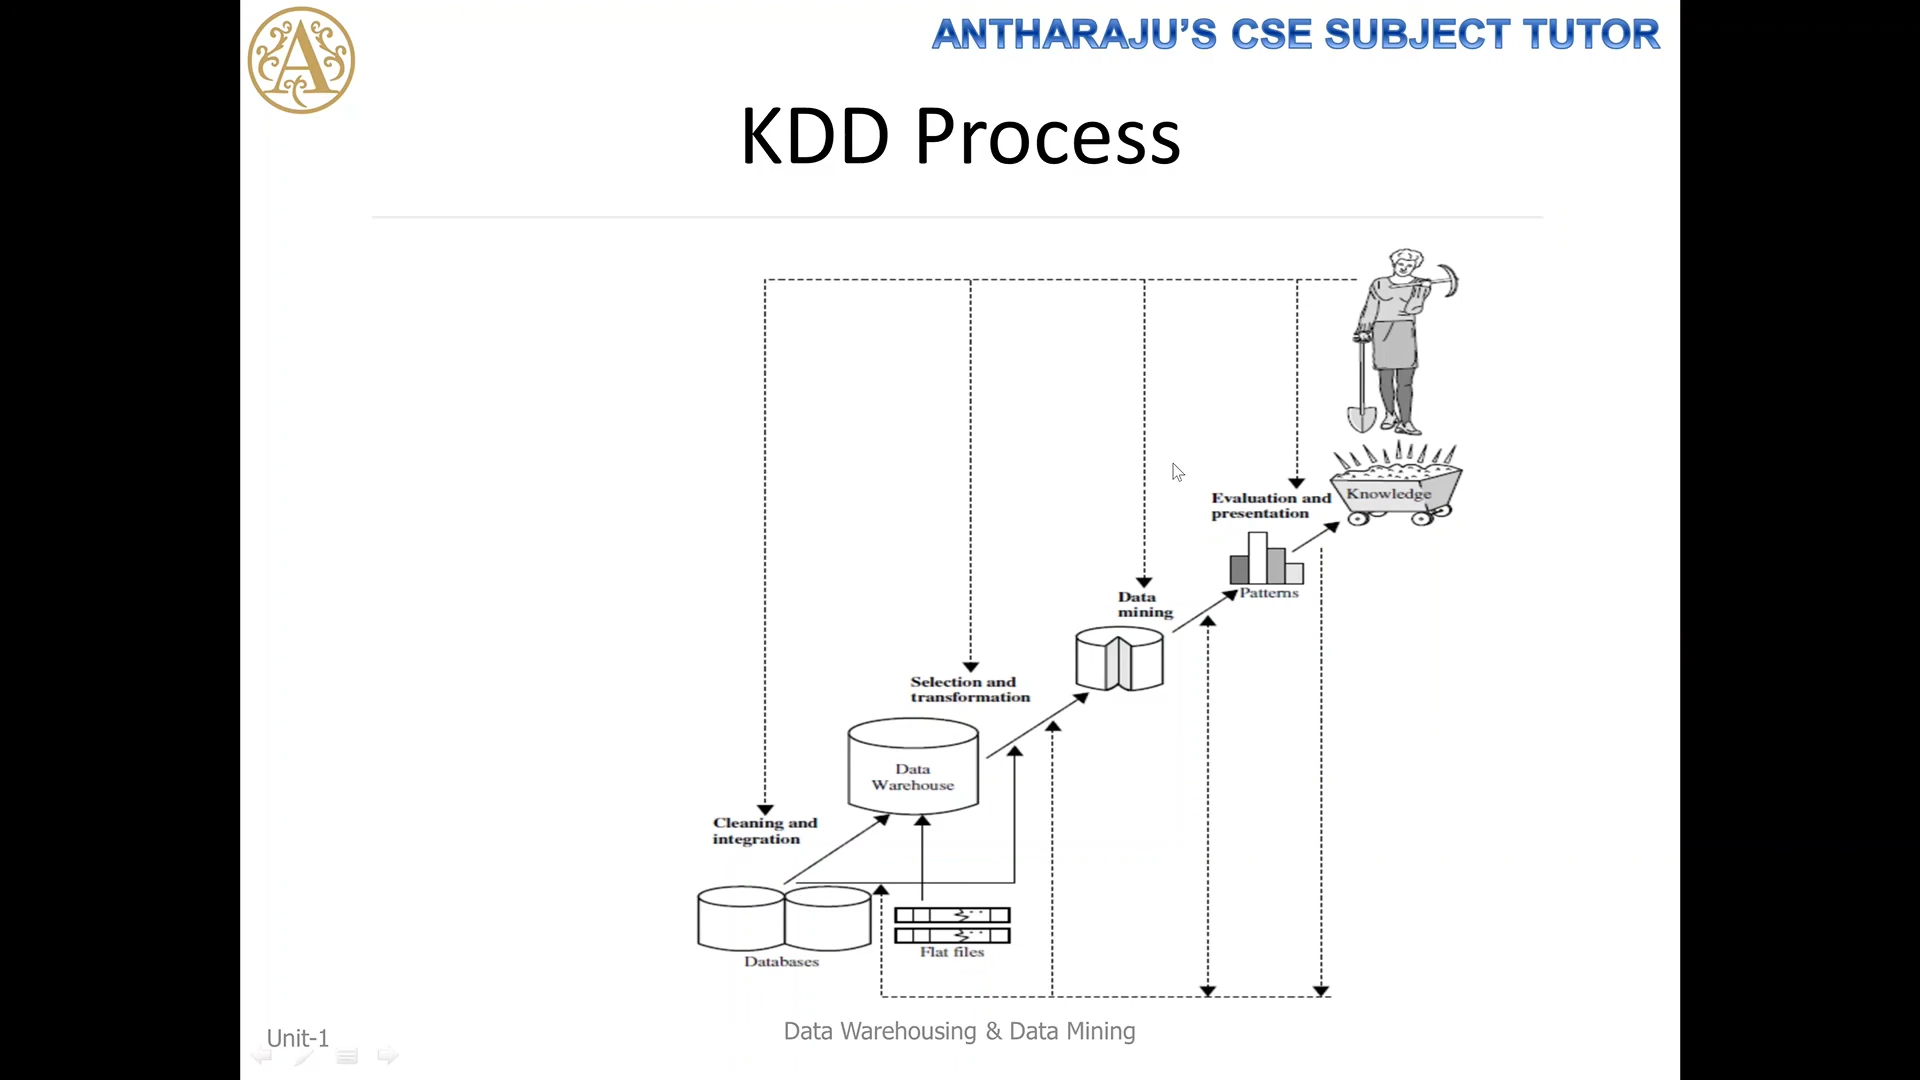 A
ANTHARAJU'S CSE SUBJECT TUTOR
KDD Process
Evaluation and
presentation
Knowledge
Patterns
Data
mining
Selection and
transformation
Data
Warehouse
Cleaning and
integration
Databases
Flat files
Unit-1
Data Warehousing & Data Mining